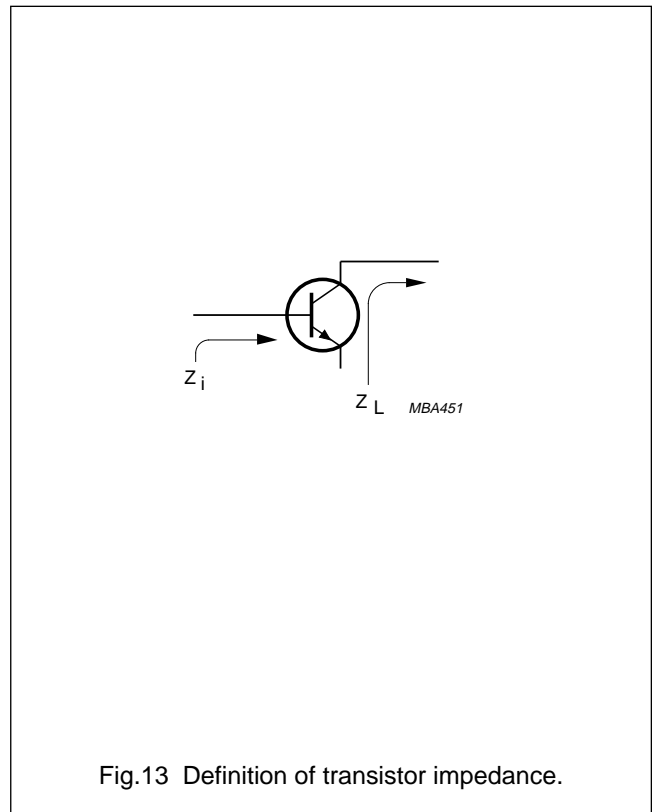 Z i
Z L
MBA451
Fig.13 Definition of transistor impedance.